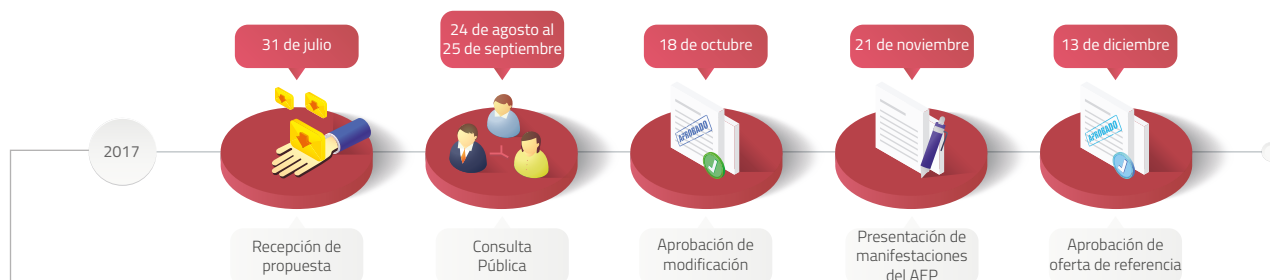 31 de julio
24 de agosto al
25 de septiembre
18 de octubre
21 de noviembre
13 de diciembre
2017
APROBADO
APROBADO
Recepción de
propuesta
Consulta
Pública
Aprobación de
modificación
Presentación de
manifestaciones
del AEP
Aprobación de
oferta de referencia